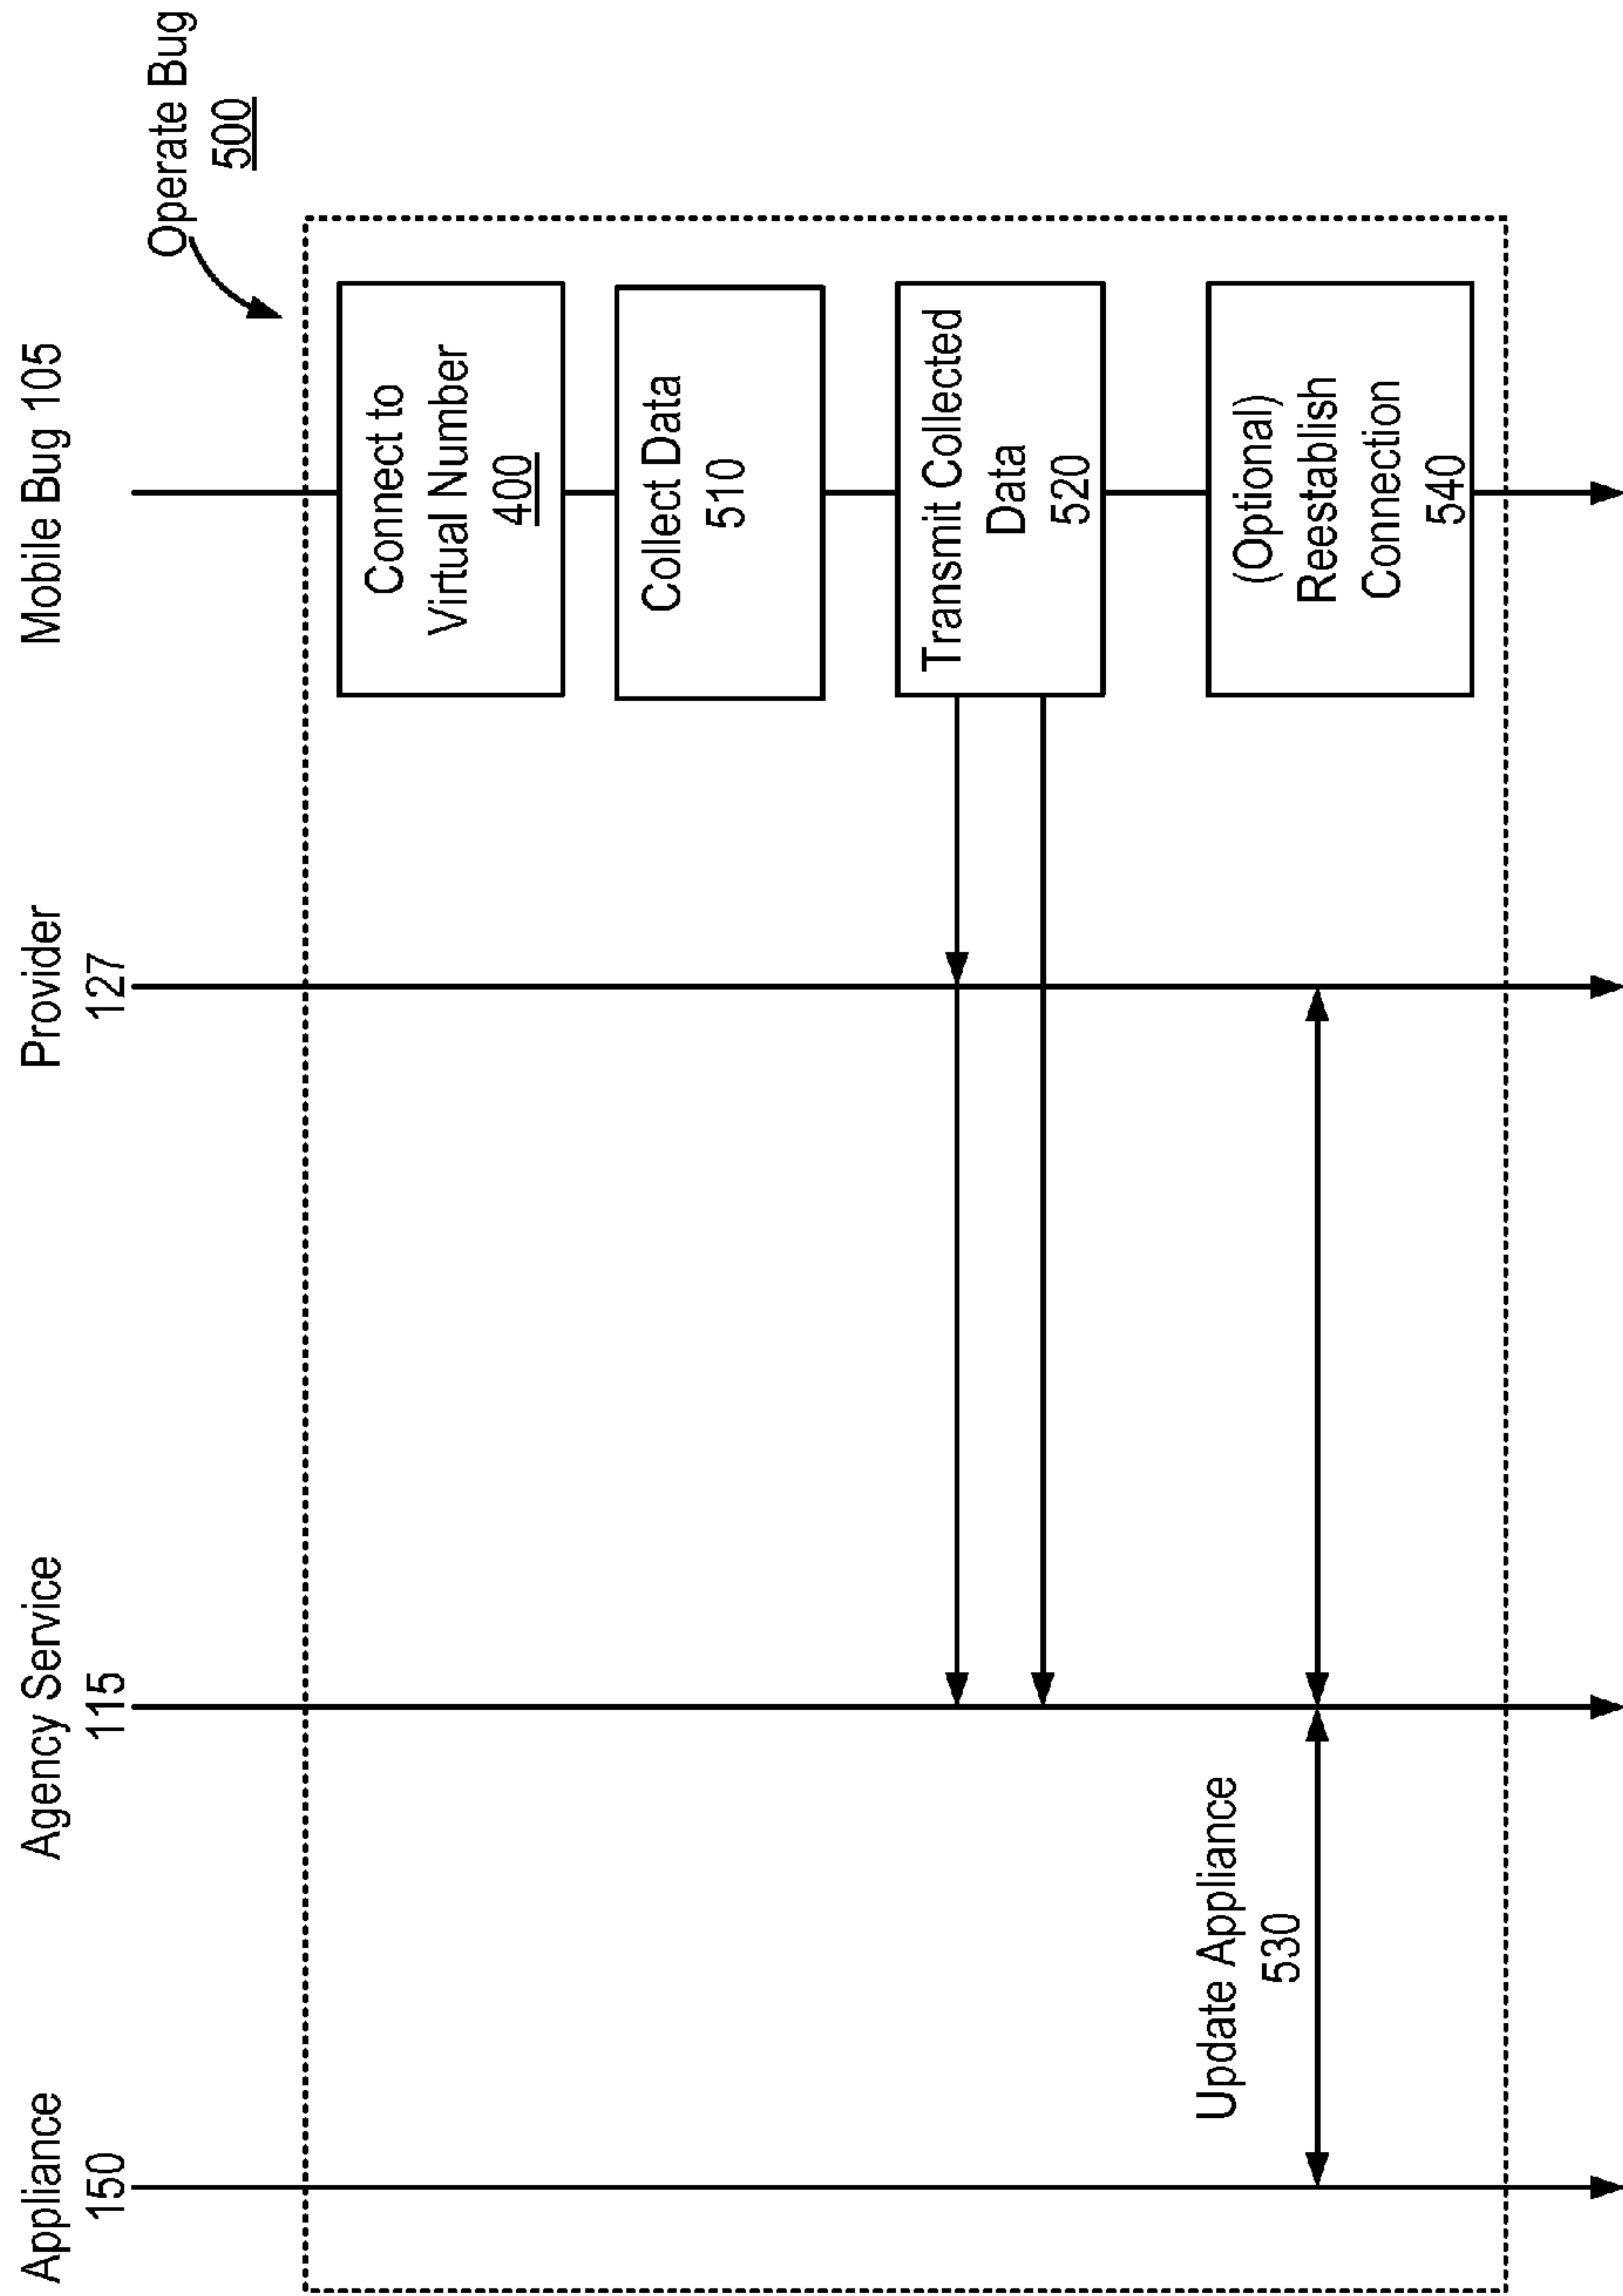 Operate Bug
500
Appliance
150
Agency Service
115
Provider
127
Mobile Bug 105
Connect to
Virtual Number
400
Collect Data
510
Transmit Collected
Data
520
Update Appliance
530
(Optional)
Reestablish
Connection
540